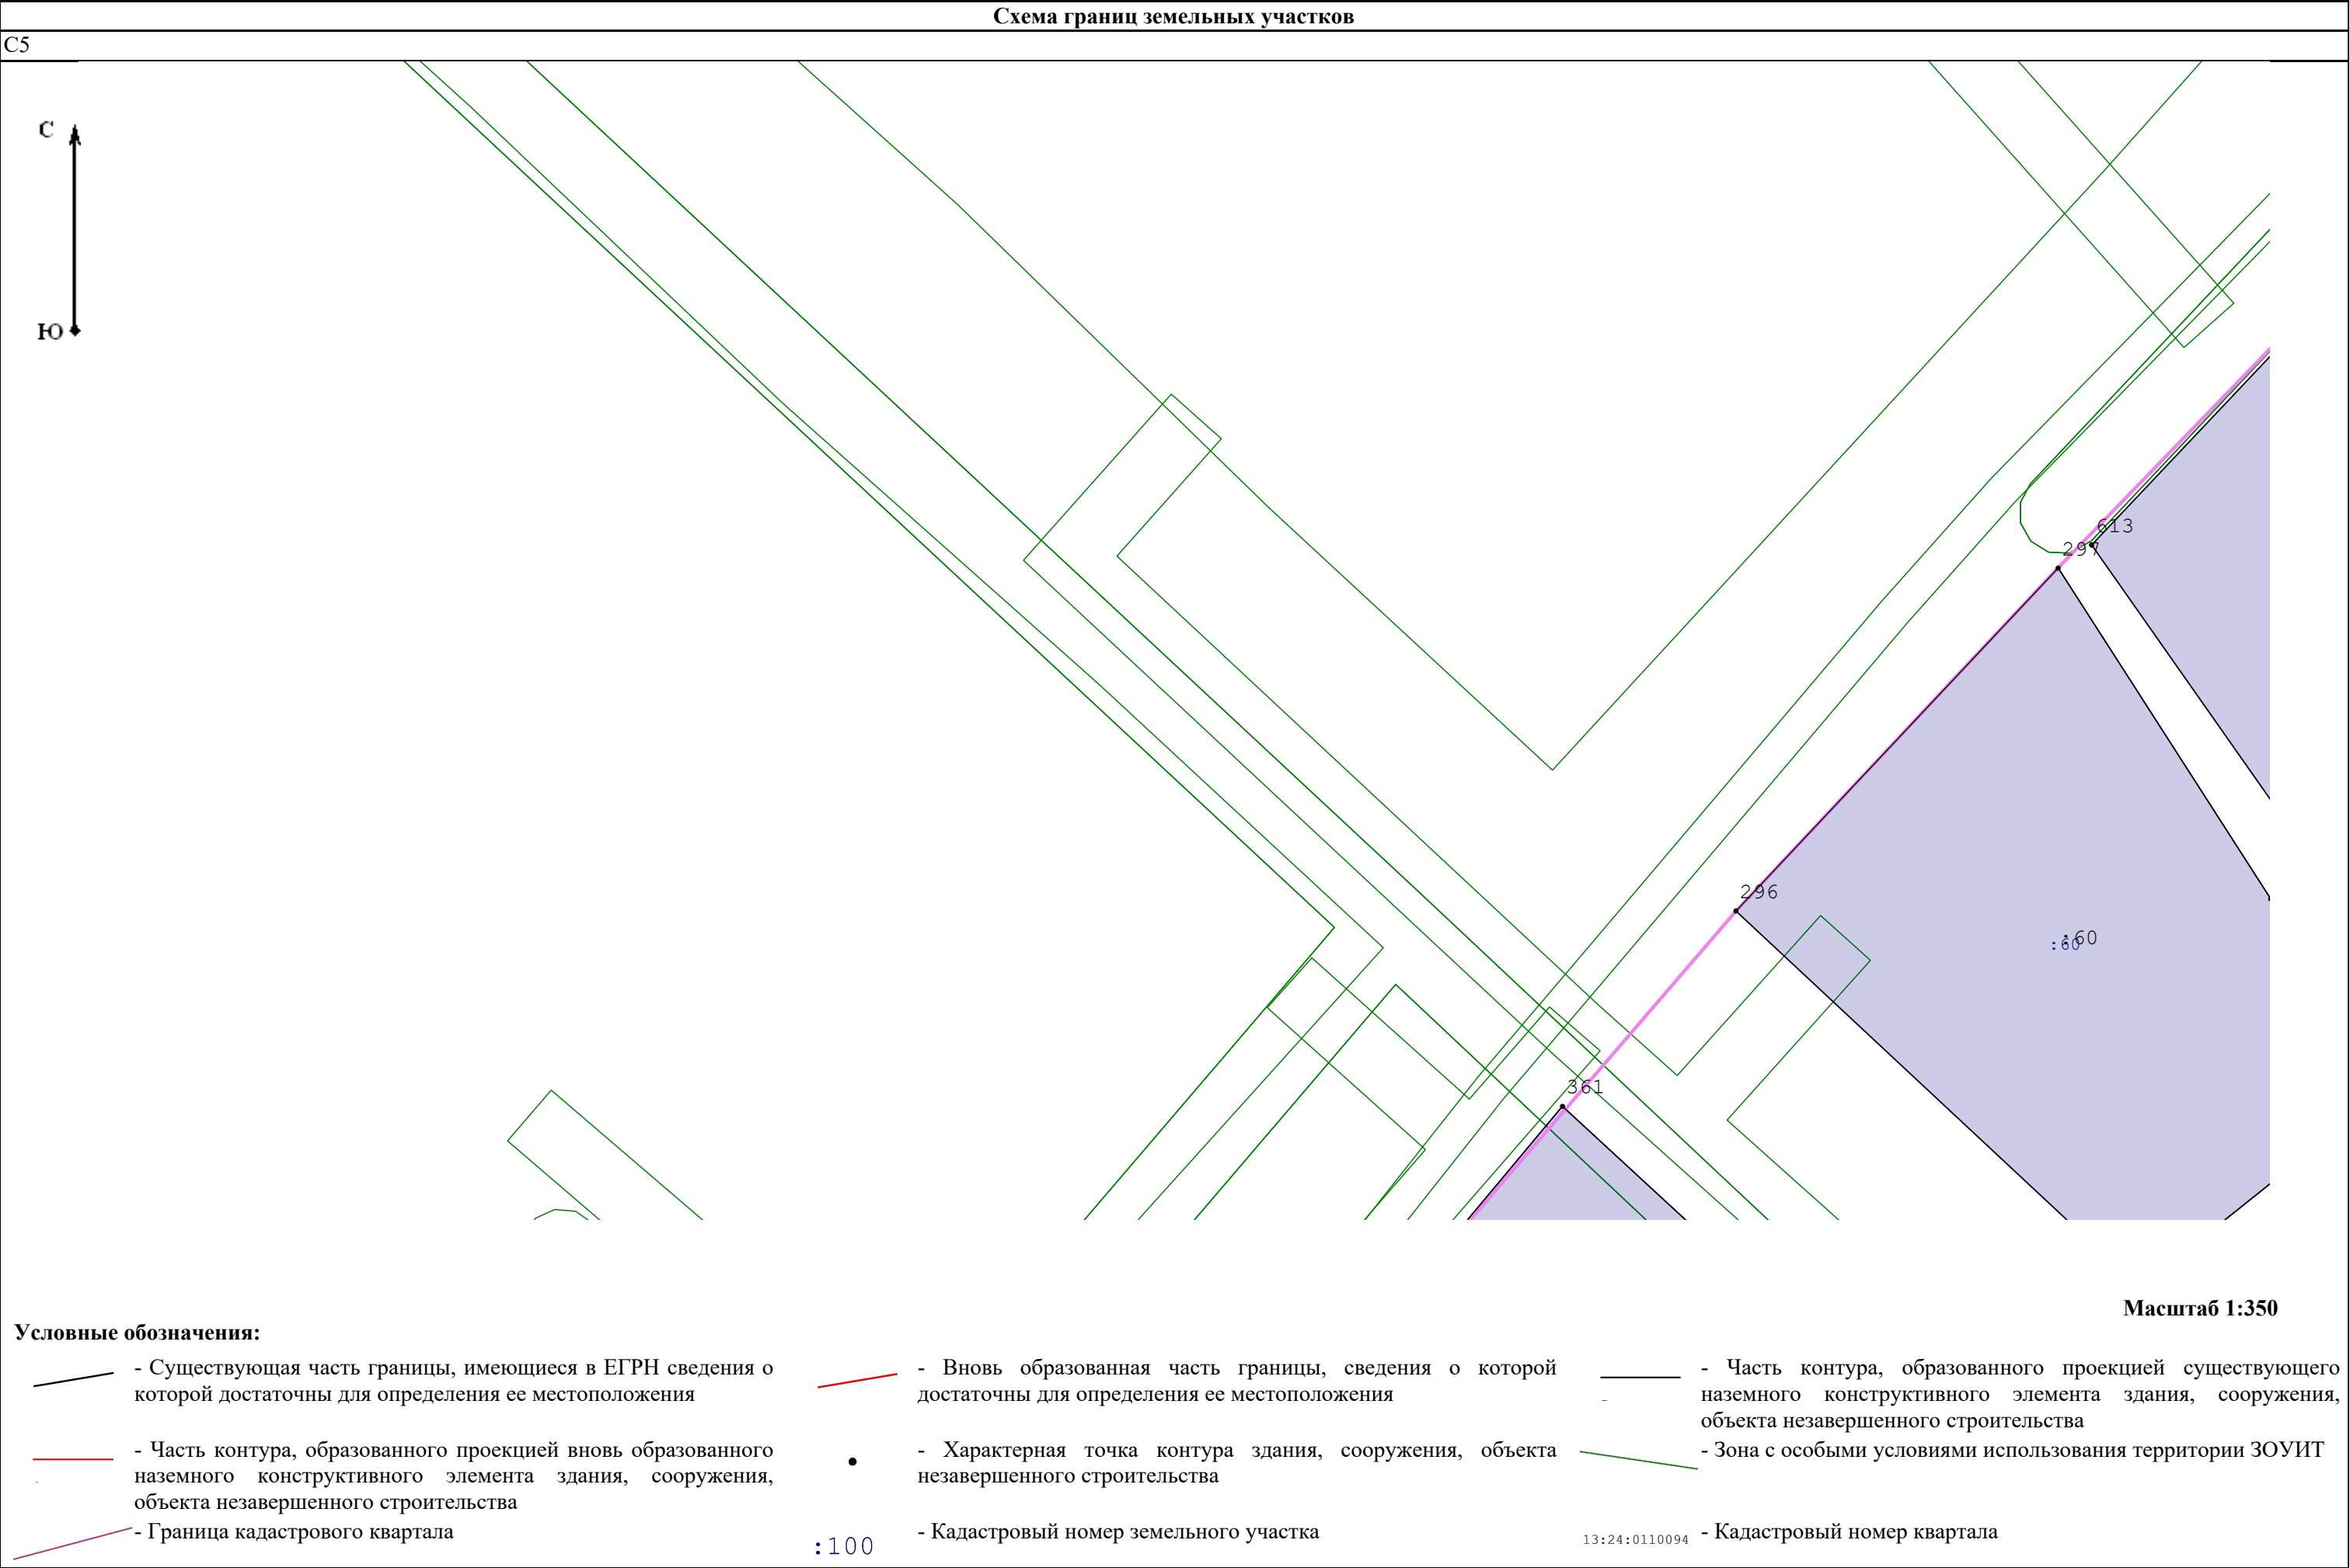 Схема границ земельных участков
С5
С
Ю
613
297
296
:60
:60
361
Масштаб 1:350
Условные обозначения:
- Существующая часть границы, имеющиеся в ЕГРН сведения о
которой достаточны для определения ее местоположения
- Вновь образованная часть границы, сведения о которой
достаточны для определения ее местоположения
- Часть контура, образованного проекцией существующего
наземного конструктивного элемента здания, сооружения,
объекта незавершенного строительства
- Часть контура, образованного проекцией вновь образованного
наземного конструктивного элемента здания, сооружения,
объекта незавершенного строительства
- Характерная точка контура здания, сооружения, объекта
незавершенного строительства
- Зона с особыми условиями использования территории ЗОУИТ
- Граница кадастрового квартала
:100
- Кадастровый номер земельного участка
13:24:0110094
- Кадастровый номер квартала